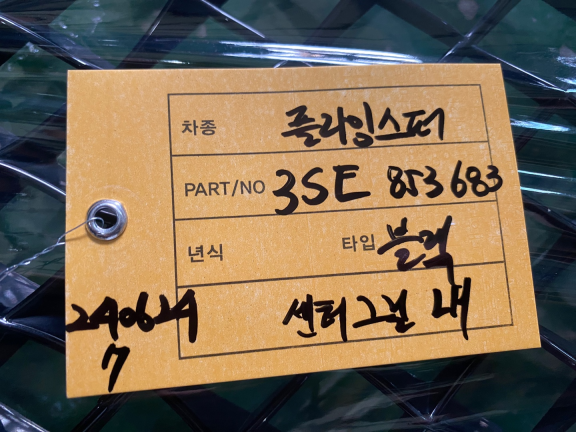 차종 플라잉스퍼
PART/NO 3SE 853 683
년식 타입 블랙
센터그릴 내
240624
7